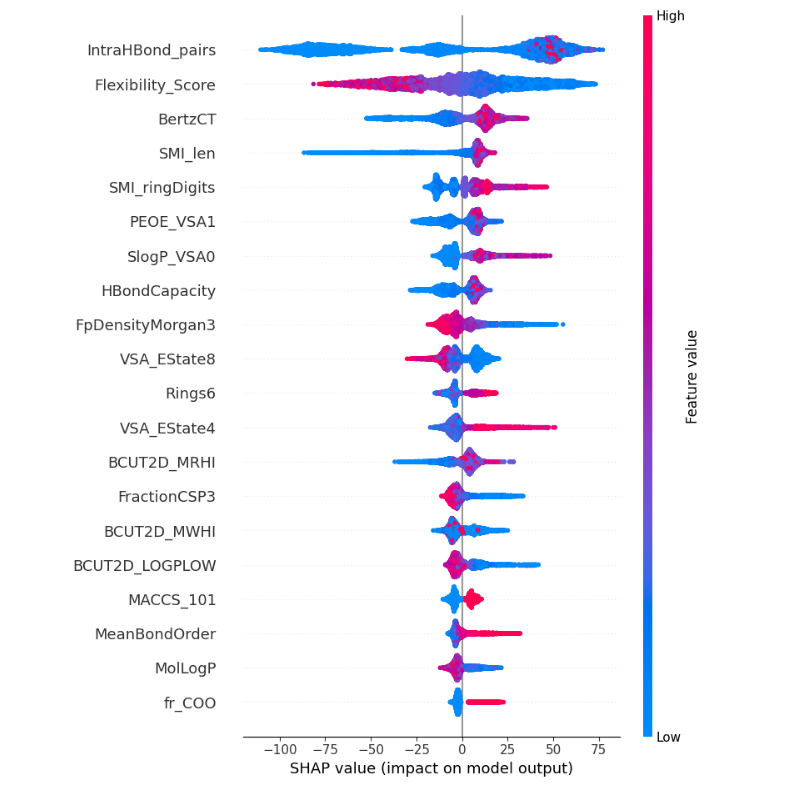 High
IntraHBond_pairs
Flexibility_Score
BertzCT
SMI_len
SMI_ringDigits
PEOE_VSA1
SlogP_VSA0
HBondCapacity
FpDensityMorgan3
VSA_EState8
Rings6
VSA_EState4
BCUT2D_MRHI
FractionCSP3
BCUT2D_MWHI
BCUT2D_LOGPLOW
MACCS_101
MeanBondOrder
MolLogP
fr_COO
Feature value
Low
−100 −75 −50 −25 0 25 50 75
SHAP value (impact on model output)